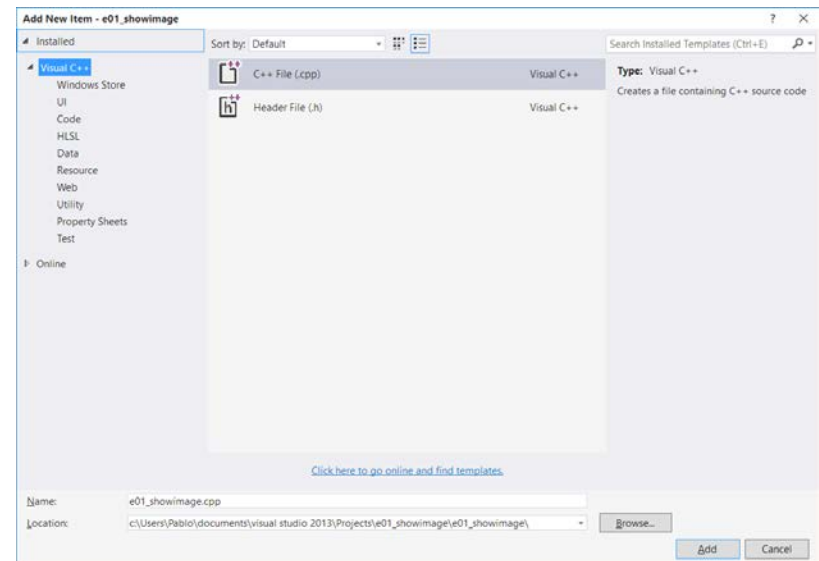 Add New Item - e01_showimage
Installed
Sort by: Default
Search Installed Templates (Ctrl+E)
Visual C++
Windows Store
UI
Code
HLSL
Data
Resource
Web
Utility
Property Sheets
Test
Online
C++ File (.cpp) Visual C++
Header File (.h) Visual C++
Type: Visual C++
Creates a file containing C++ source code
Click here to go online and find templates.
Name: e01_showimage.cpp
Location: c:\Users\Pablo\documents\visual studio 2013\Projects\e01_showimage\e01_showimage\
Browse...
Add Cancel